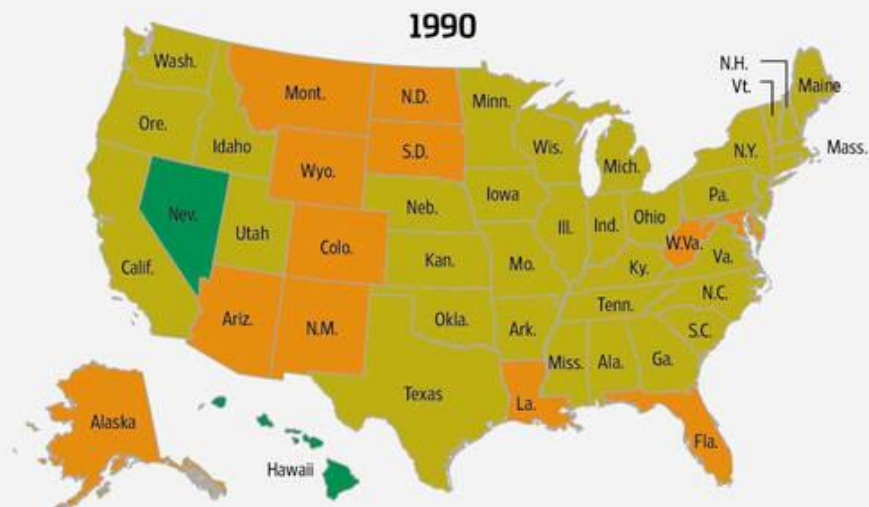 1990
Wash.
Mont.
N.D.
Minn.
N.H.
Vt.
Maine
Ore.
Idaho
Wyo.
S.D.
Wis.
Mich.
N.Y.
Mass.
Nev.
Utah
Colo.
Neb.
Iowa
Ill.
Ind.
Ohio
Pa.
Calif.
Kan.
Mo.
Ky.
W.Va.
Va.
Ariz.
N.M.
Okla.
Ark.
Tenn.
N.C.
S.C.
Texas
La.
Miss.
Ala.
Ga.
Fla.
Alaska
Hawaii